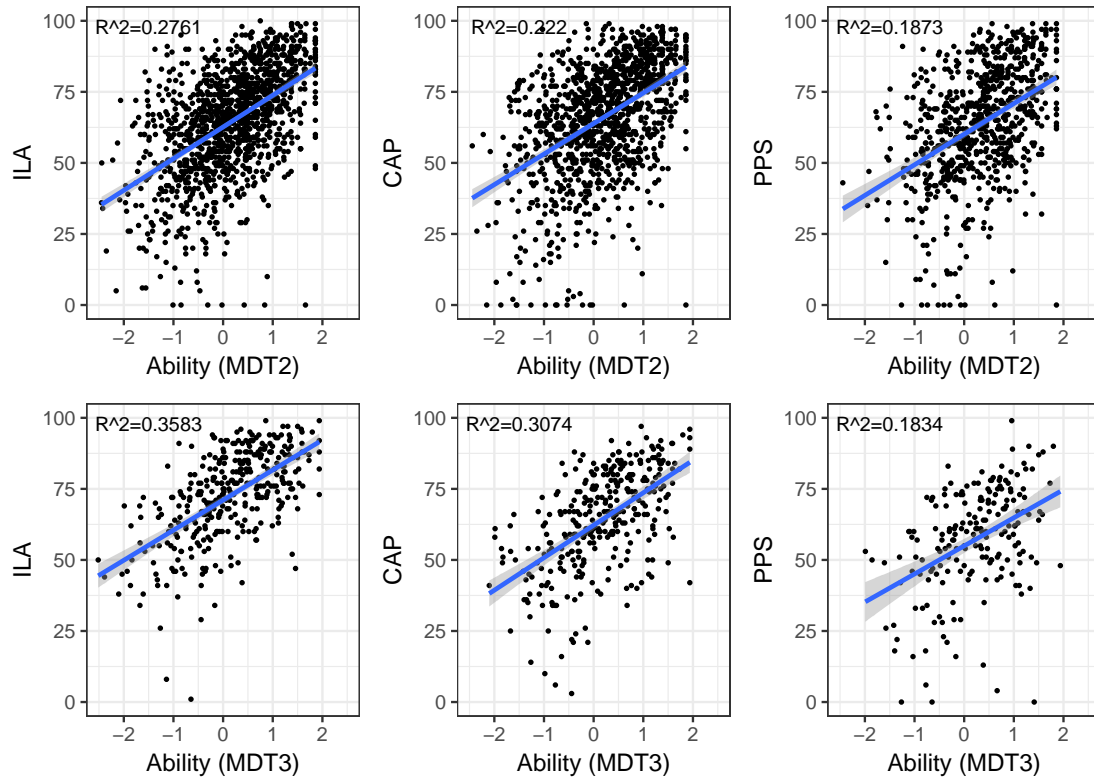 R^2=0.2761
100
75
50
25
0
ILA
−2 −1 0 1 2
Ability (MDT2)
R^2=0.222
100
75
50
25
0
CAP
−2 −1 0 1 2
Ability (MDT2)
R^2=0.1873
100
75
50
25
0
PPS
−2 −1 0 1 2
Ability (MDT2)
R^2=0.3583
100
75
50
25
0
ILA
−2 −1 0 1 2
Ability (MDT3)
R^2=0.3074
100
75
50
25
0
CAP
−2 −1 0 1 2
Ability (MDT3)
R^2=0.1834
100
75
50
25
0
PPS
−2 −1 0 1 2
Ability (MDT3)